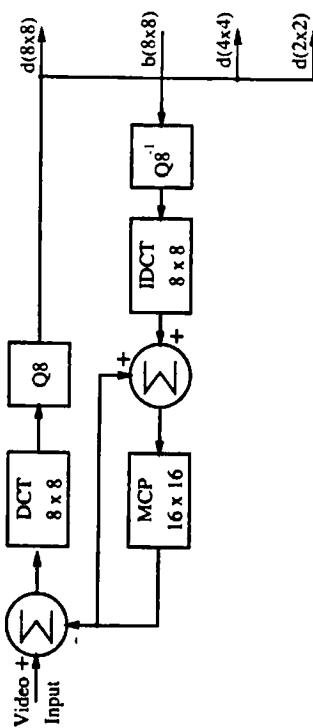 Video +
Input
-
Σ
DCT
8 x 8
Q8
d(8x8)
b(8x8)
d(4x4)
d(2x2)
Q8⁻¹
IDCT
8 x 8
+
+
Σ
MCP
16 x 16